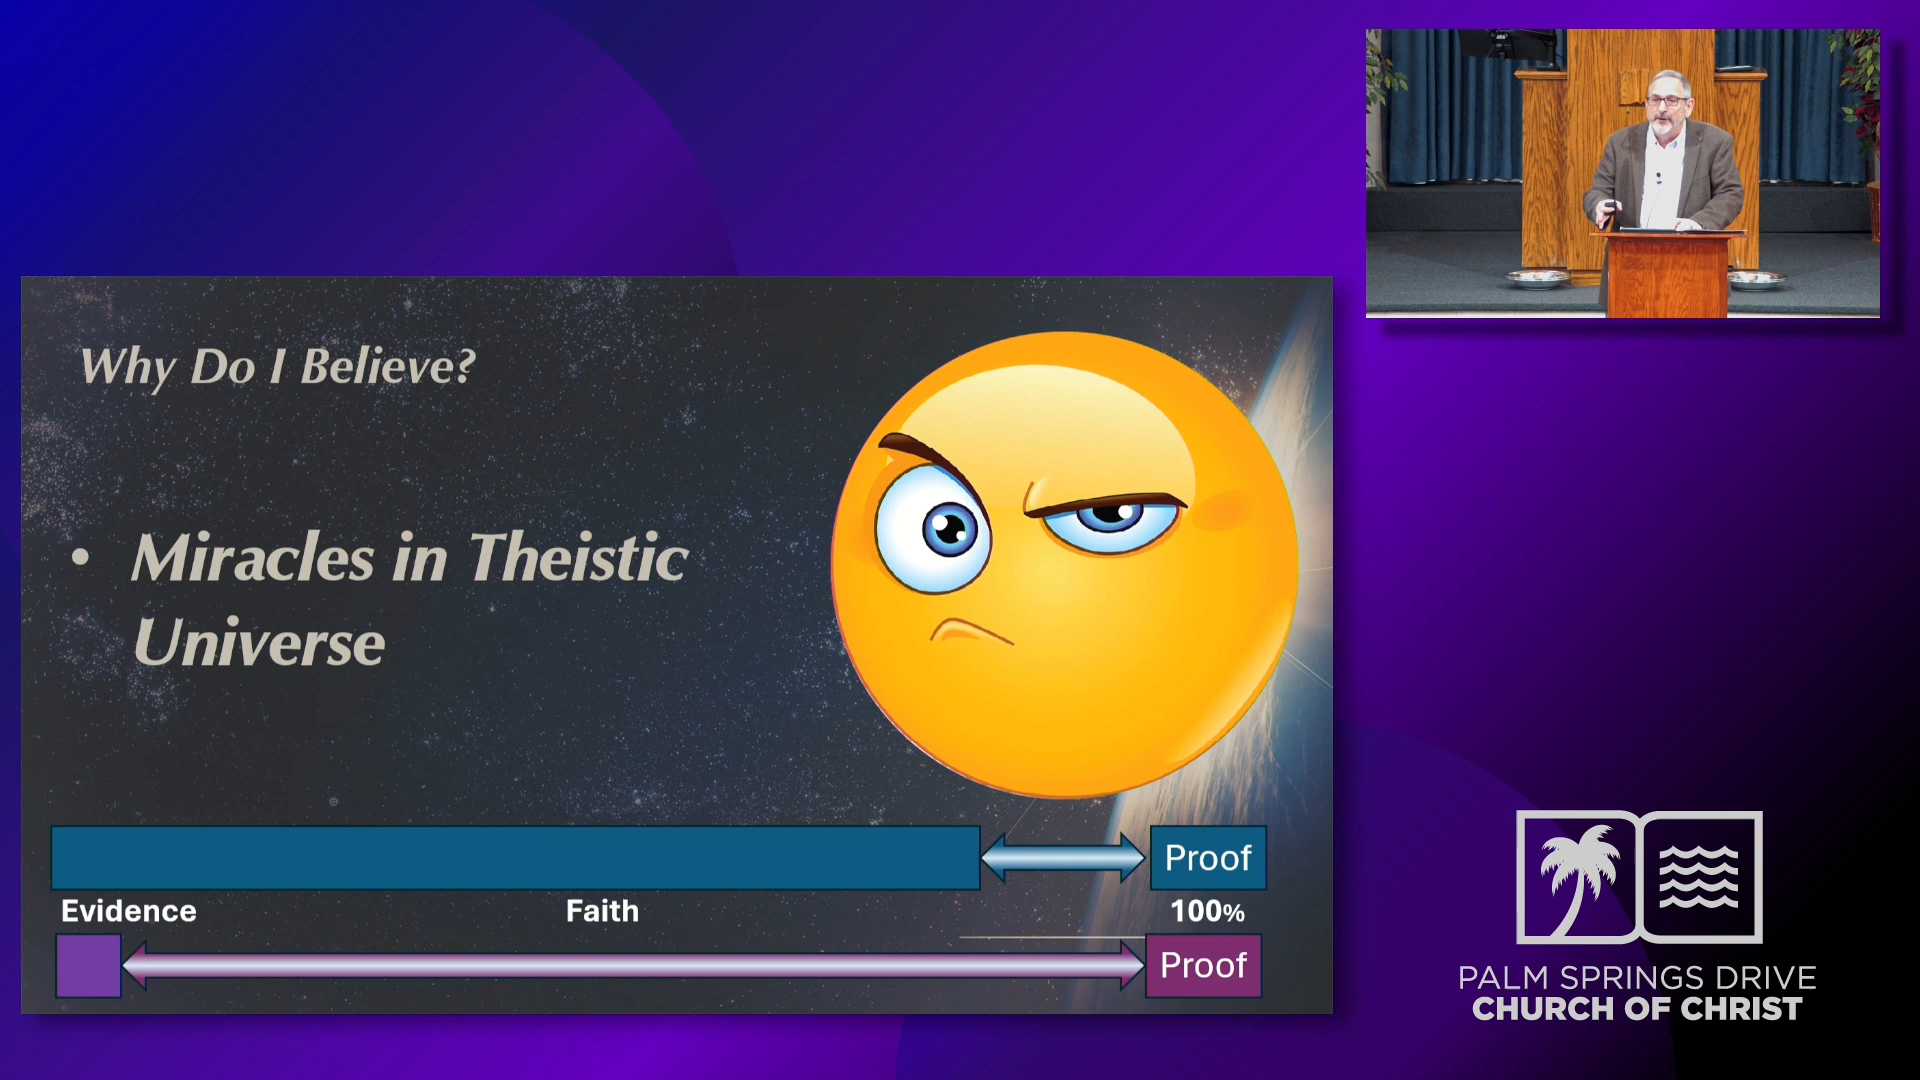 Why Do I Believe?
• Miracles in Theistic
Universe
Proof
Evidence
Faith
100%
Proof
PALM SPRINGS DRIVE
CHURCH OF CHRIST